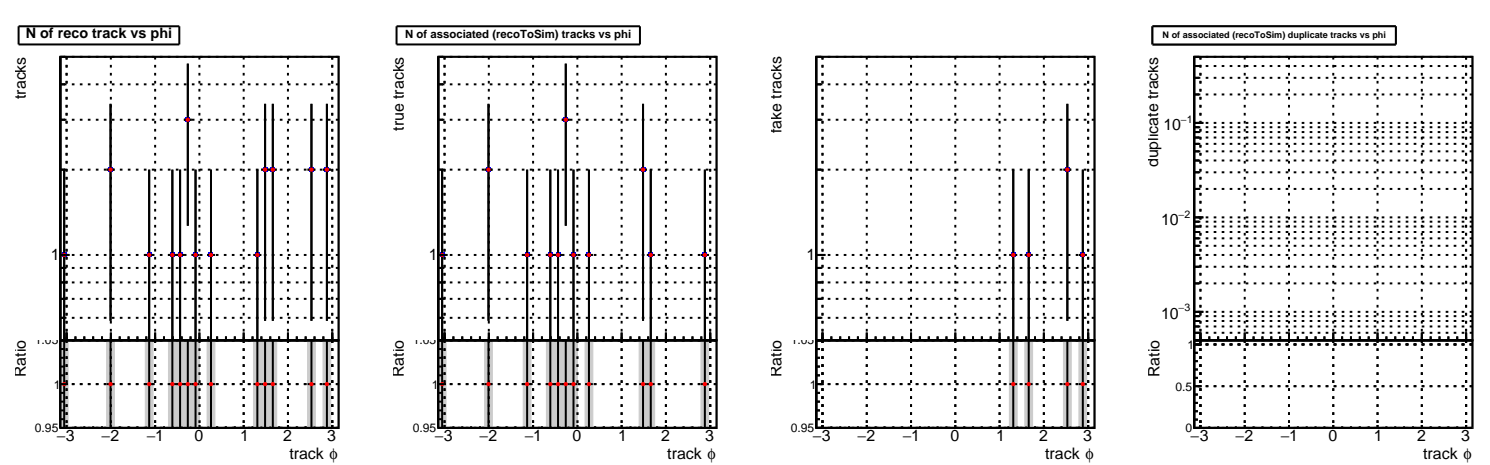 N of reco track vs phi
tracks
1
1.05
Ratio
1
0.95
−3 −2 −1 0 1 2 3
track ϕ
N of associated (recoToSim) tracks vs phi
true tracks
1
1.05
Ratio
1
0.95
−3 −2 −1 0 1 2 3
track ϕ
fake tracks
1
1.05
Ratio
1
0.95
−3 −2 −1 0 1 2 3
track ϕ
N of associated (recoToSim) duplicate tracks vs phi
duplicate tracks
10−1
10−2
10−3
Ratio
1
0.5
0
−3 −2 −1 0 1 2 3
track ϕ